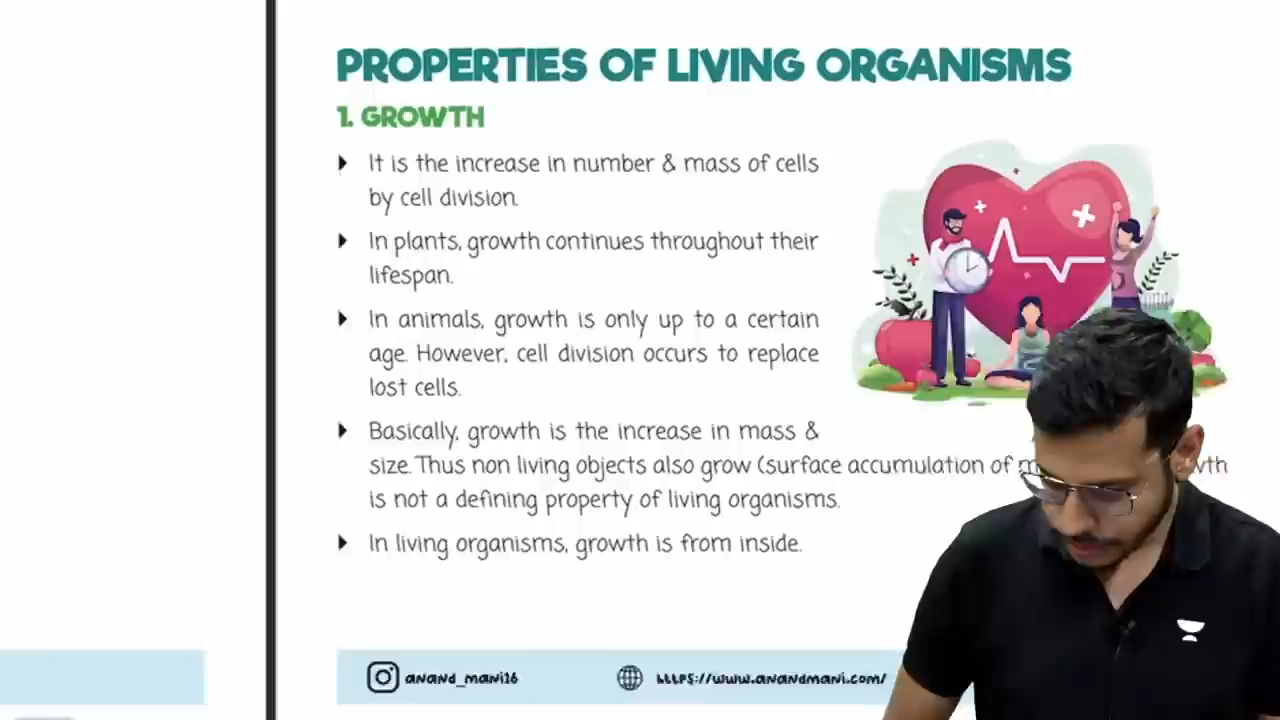 PROPERTIES OF LIVING ORGANISMS
1. GROWTH
It is the increase in number & mass of cells
by cell division.
In plants, growth continues throughout their
lifespan.
In animals, growth is only up to a certain
age. However, cell division occurs to replace
lost cells.
Basically, growth is the increase in mass &
size. Thus non living objects also grow (surface accumulation of
is not a defining property of living organisms.
In living organisms, growth is from inside.
anand_mani16 https://www.anandmani.com/